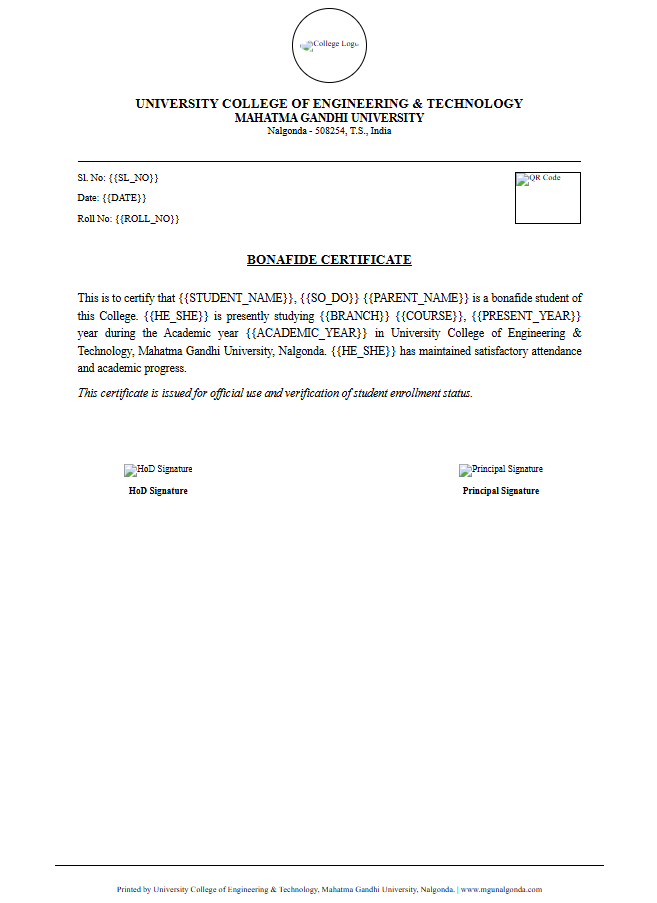 College Logo
UNIVERSITY COLLEGE OF ENGINEERING & TECHNOLOGY
MAHATMA GANDHI UNIVERSITY
Nalgonda - 508254, T.S., India
Sl. No: {{SL_NO}}
QR Code
Date: {{DATE}}
Roll No: {{ROLL_NO}}
BONAFIDE CERTIFICATE
This is to certify that {{STUDENT_NAME}}, {{SO_DO}} {{PARENT_NAME}} is a bonafide student of
this College. {{HE_SHE}} is presently studying {{BRANCH}} {{COURSE}}, {{PRESENT_YEAR}}
year during the Academic year {{ACADEMIC_YEAR}} in University College of Engineering &
Technology, Mahatma Gandhi University, Nalgonda. {{HE_SHE}} has maintained satisfactory attendance
and academic progress.
This certificate is issued for official use and verification of student enrollment status.
HoD Signature
Principal Signature
HoD Signature
Principal Signature
Printed by University College of Engineering & Technology, Mahatma Gandhi University, Nalgonda. | www.mgunalgonda.com